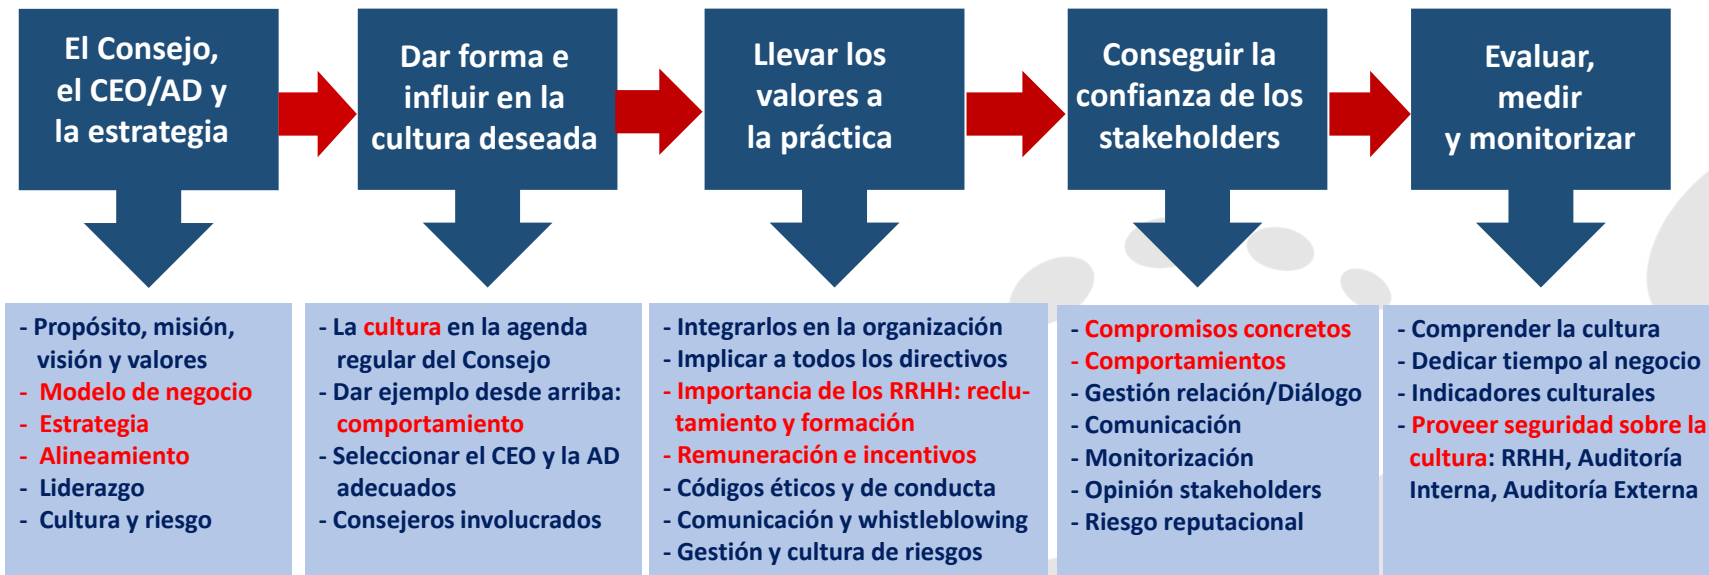 El Consejo,
el CEO/AD y
la estrategia
Dar forma e
influir en la
cultura deseada
Llevar los
valores a
la práctica
Conseguir la
confianza de los
stakeholders
Evaluar,
medir
y monitorizar
- Propósito, misión,
visión y valores
- Modelo de negocio
- Estrategia
- Alineamiento
- Liderazgo
- Cultura y riesgo
- La cultura en la agenda
regular del Consejo
- Dar ejemplo desde arriba:
comportamiento
- Seleccionar el CEO y la AD
adecuados
- Consejeros involucrados
- Integrarlos en la organización
- Implicar a todos los directivos
- Importancia de los RRHH: reclu-
tamiento y formación
- Remuneración e incentivos
- Códigos éticos y de conducta
- Comunicación y whistleblowing
- Gestión y cultura de riesgos
- Compromisos concretos
- Comportamientos
- Gestión relación/Diálogo
- Comunicación
- Monitorización
- Opinión stakeholders
- Riesgo reputacional
- Comprender la cultura
- Dedicar tiempo al negocio
- Indicadores culturales
- Proveer seguridad sobre la
cultura: RRHH, Auditoría
Interna, Auditoría Externa